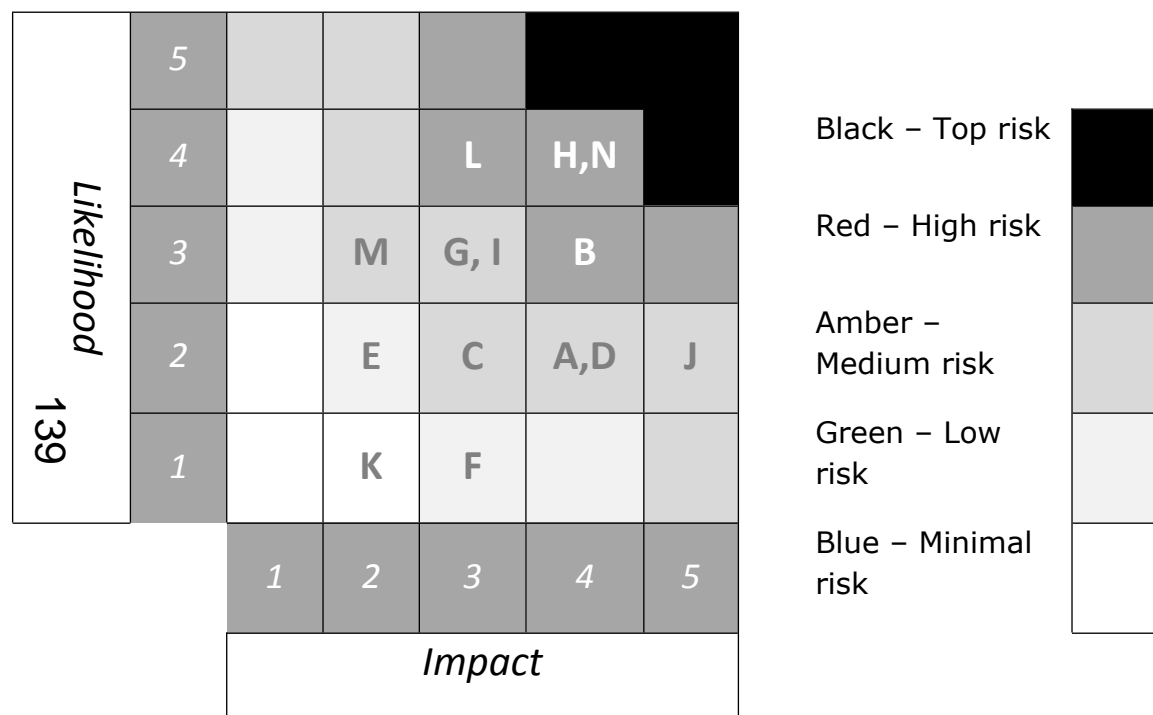 Likelihood
139
5
4 L H,N
3 M G, I B
2 E C A,D J
1 K F
1 2 3 4 5
Impact
Black – Top risk
Red – High risk
Amber –
Medium risk
Green – Low
risk
Blue – Minimal
risk